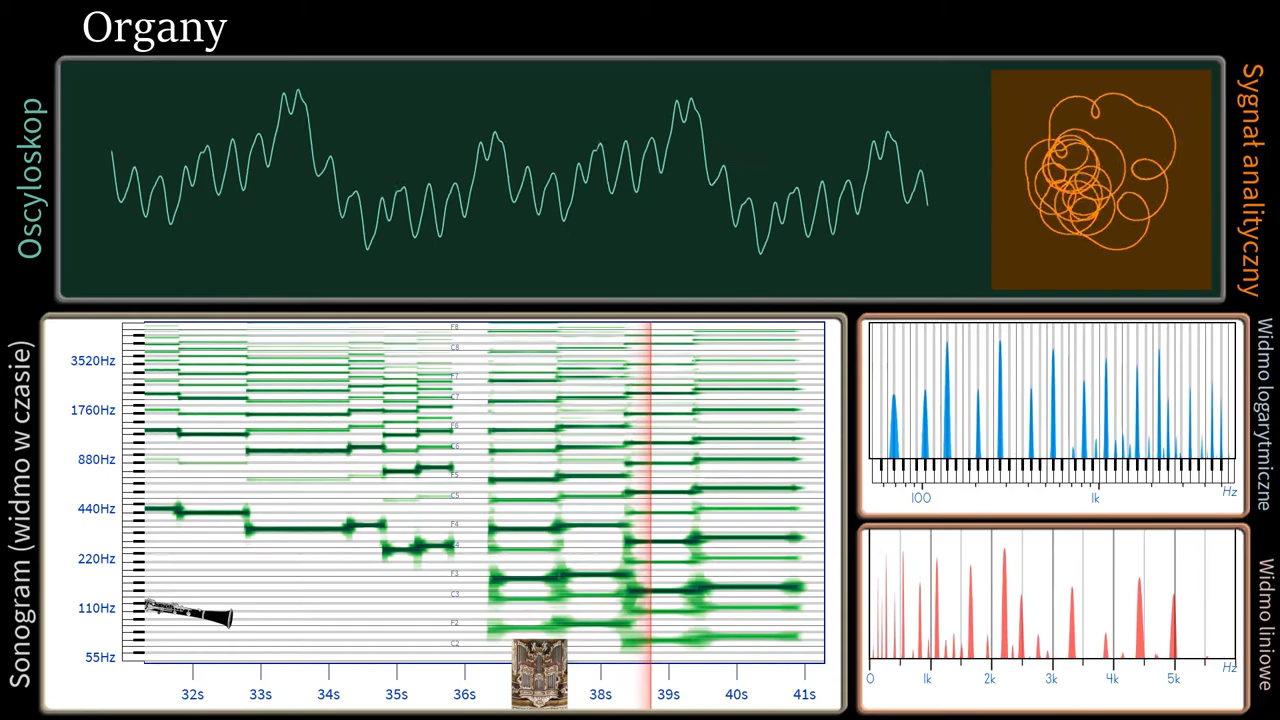 Organy
Oscyloskop
Sygnał analityczny
Sonogram (widmo w czasie)
3520Hz
1760Hz
880Hz
440Hz
220Hz
110Hz
55Hz
F8
C8
F7
C7
F6
C6
F5
C5
F4
C4
F3
C3
F2
C2
32s 33s 34s 35s 36s 38s 39s 40s 41s
Widmo logarytmiczne
100 1k Hz
Widmo liniowe
0 1k 2k 3k 4k 5k Hz